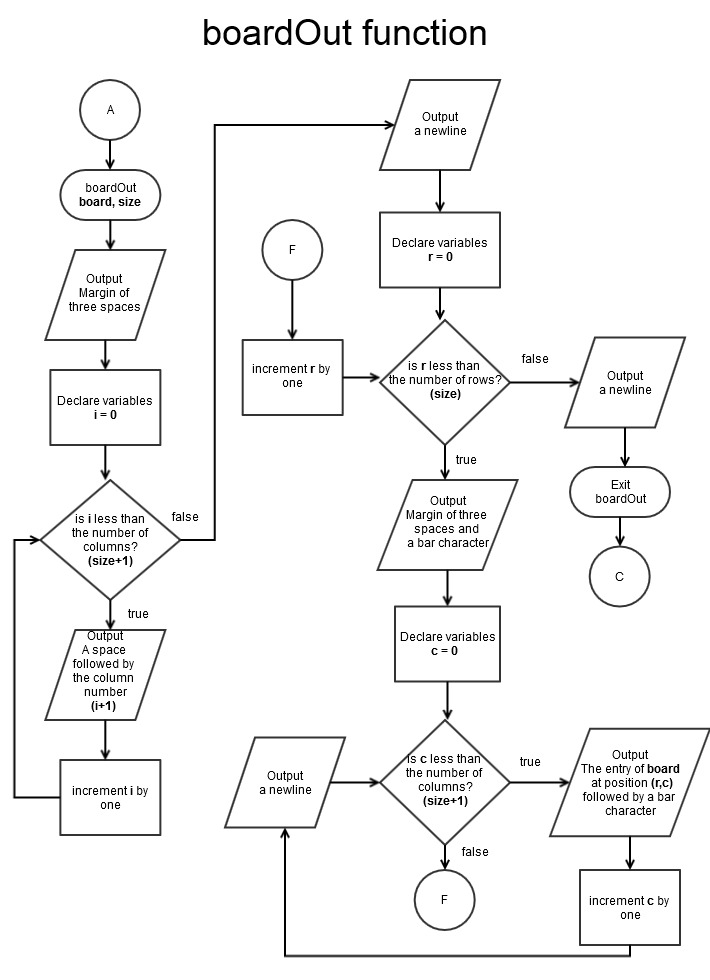 boardOut function
A
boardOut
board, size
Output
Margin of
three spaces
Declare variables
i = 0
is i less than
the number of
columns?
(size+1)
false
true
Output
A space
followed by
the column
number
(i+1)
increment i by
one
Output
a newline
Declare variables
r = 0
F
increment r by
one
is r less than
the number of rows?
(size)
false
Output
a newline
Exit
boardOut
C
true
Output
Margin of three
spaces and
a bar character
Declare variables
c = 0
is c less than
the number of
columns?
(size+1)
true
Output
The entry of board
at position (r,c)
followed by a bar
character
increment c by
one
Output
a newline
false
F